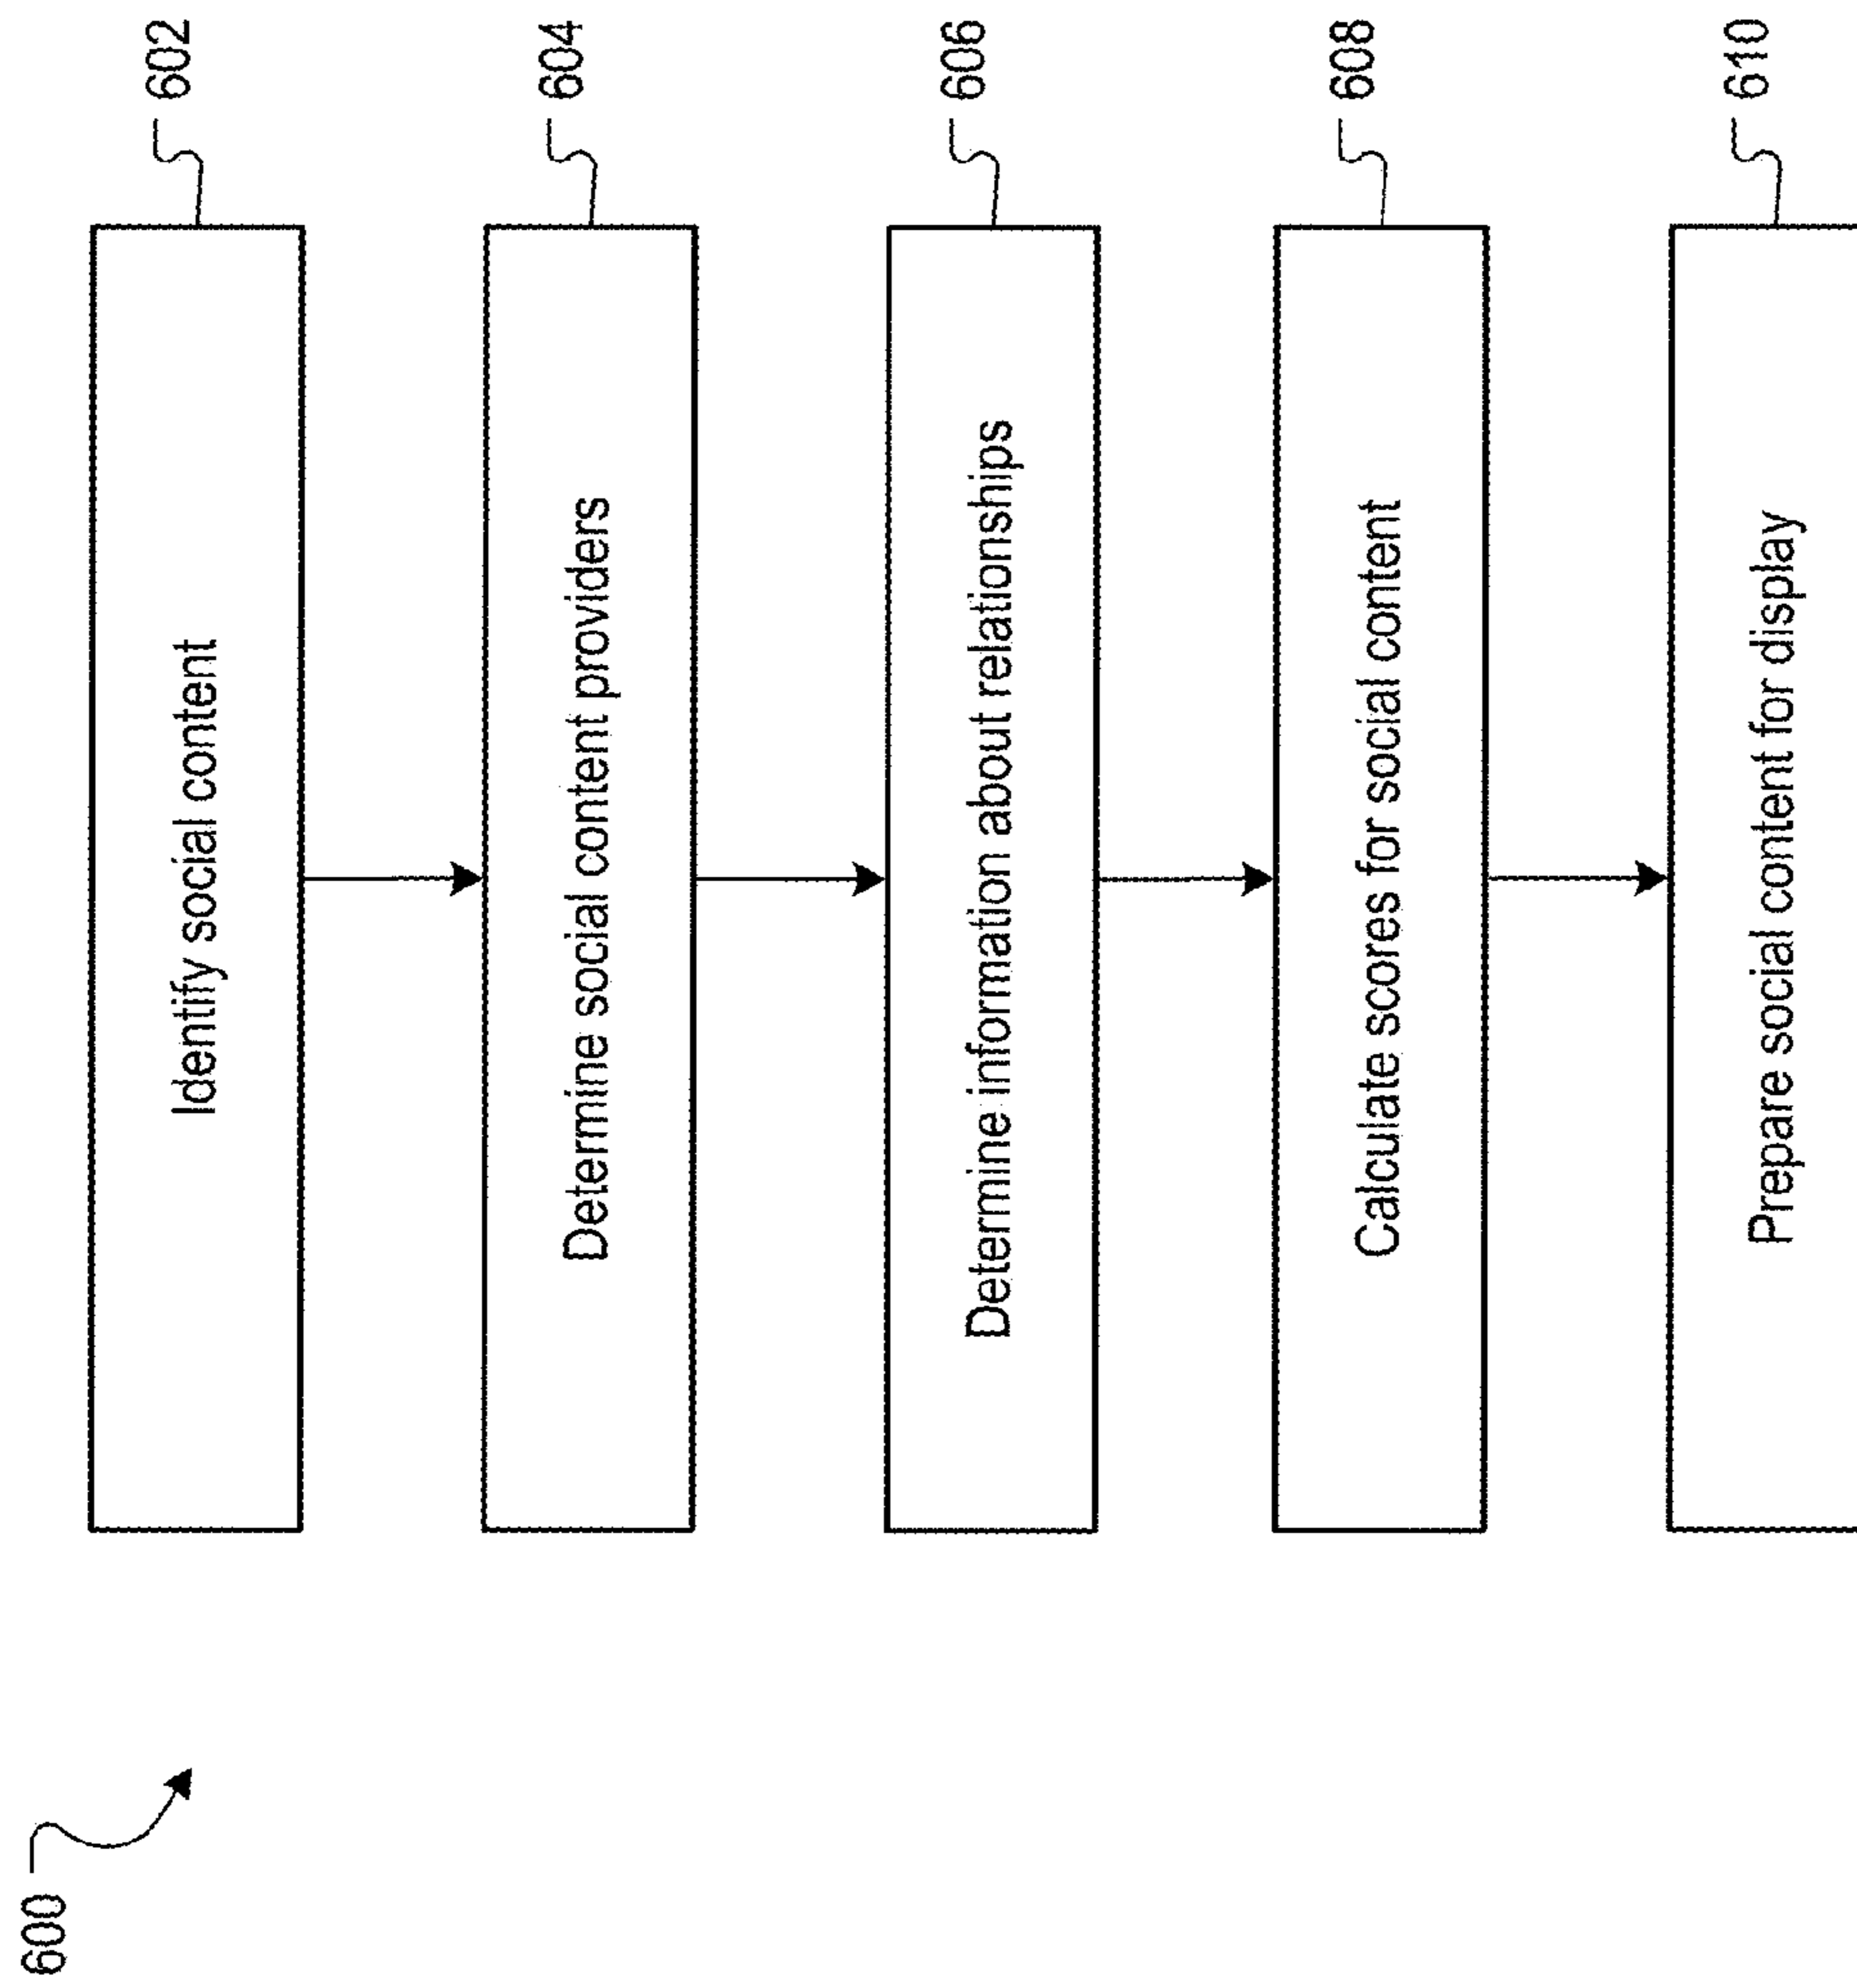 600
Identify social content
602
Determine social content providers
604
Determine information about relationships
606
Calculate scores for social content
608
Prepare social content for display
610